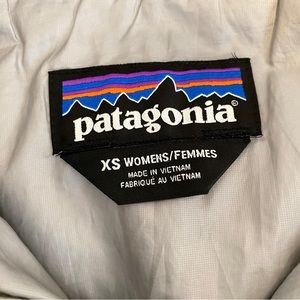 patagonia®
XS WOMENS/FEMMES
MADE IN VIETNAM
FABRIQUÉ AU VIETNAM